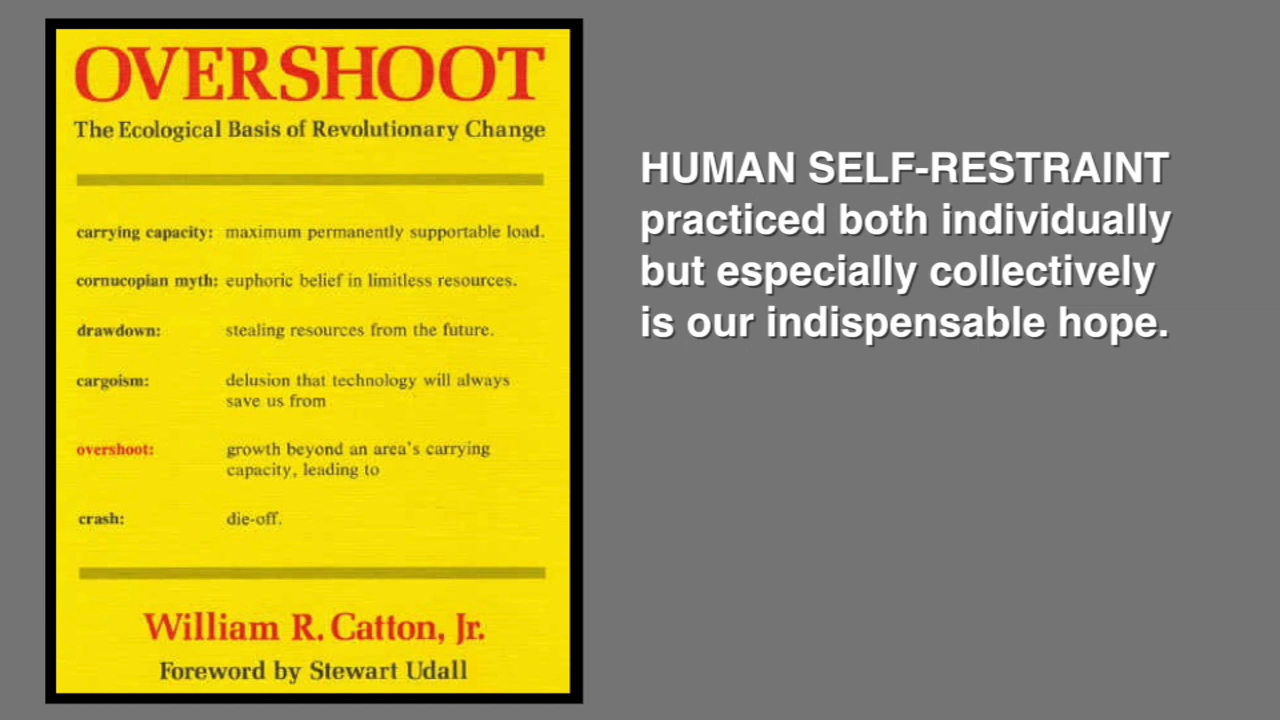 OVERSHOOT
The Ecological Basis of Revolutionary Change
carrying capacity: maximum permanently supportable load.
cornucopian myth: euphoric belief in limitless resources.
drawdown: stealing resources from the future.
cargoism: delusion that technology will always
save us from
overshoot: growth beyond an area's carrying
capacity, leading to
crash: die-off.
William R. Catton, Jr.
Foreword by Stewart Udall
HUMAN SELF-RESTRAINT
practiced both individually
but especially collectively
is our indispensable hope.